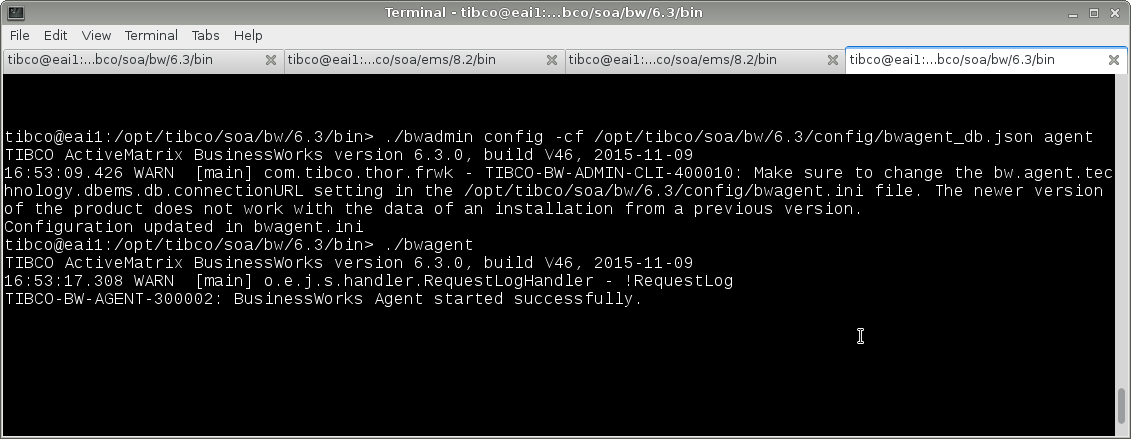 Terminal - tibco@eai1:...bco/soa/bw/6.3/bin
File Edit View Terminal Tabs Help
tibco@eai1:...bco/soa/bw/6.3/bin tibco@eai1:...co/soa/ems/8.2/bin tibco@eai1:...co/soa/ems/8.2/bin tibco@eai1:...bco/soa/bw/6.3/bin
tibco@eai1:/opt/tibco/soa/bw/6.3/bin> ./bwadmin config -cf /opt/tibco/soa/bw/6.3/config/bwagent_db.json agent
TIBCO ActiveMatrix BusinessWorks version 6.3.0, build V46, 2015-11-09
16:53:09.426 WARN  [main] com.tibco.thor.frwk - TIBCO-BW-ADMIN-CLI-400010: Make sure to change the bw.agent.tec
hnology.dbems.db.connectionURL setting in the /opt/tibco/soa/bw/6.3/config/bwagent.ini file. The newer version
of the product does not work with the data of an installation from a previous version.
Configuration updated in bwagent.ini
tibco@eai1:/opt/tibco/soa/bw/6.3/bin> ./bwagent
TIBCO ActiveMatrix BusinessWorks version 6.3.0, build V46, 2015-11-09
16:53:17.308 WARN  [main] o.e.j.s.handler.RequestLogHandler - !RequestLog
TIBCO-BW-AGENT-300002: BusinessWorks Agent started successfully.